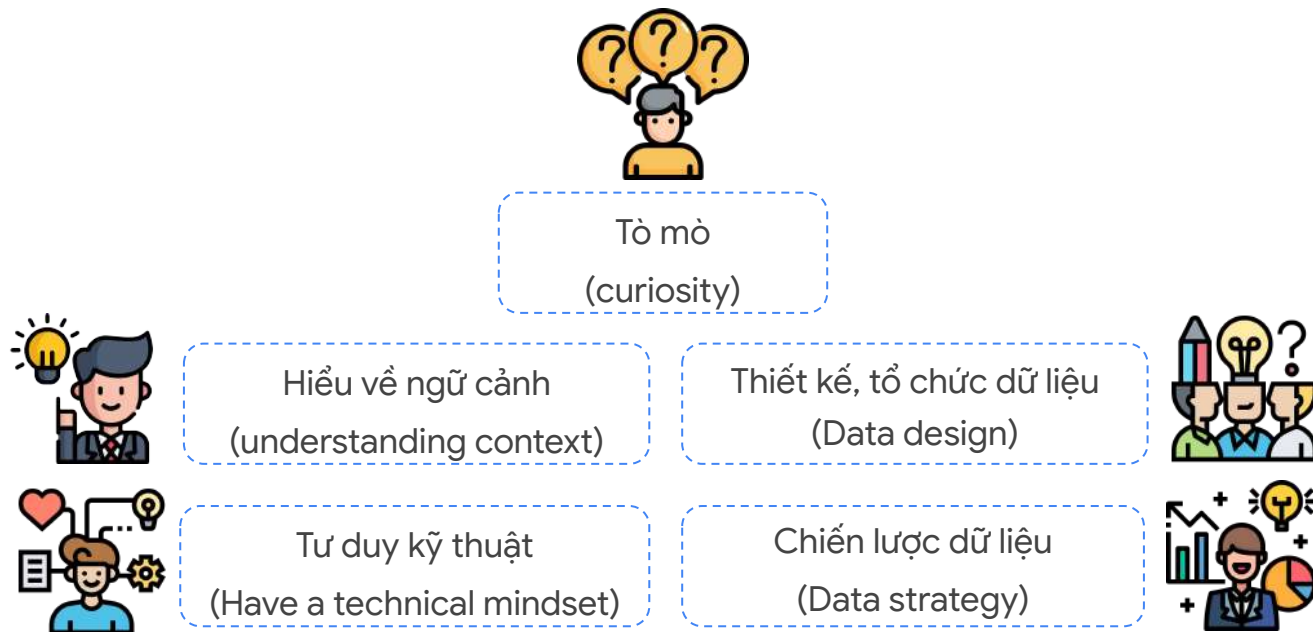 ?
?
?
Tò mò
(curiosity)
Hiểu về ngữ cảnh
(understanding context)
?
Thiết kế, tổ chức dữ liệu
(Data design)
Tư duy kỹ thuật
(Have a technical mindset)
Chiến lược dữ liệu
(Data strategy)